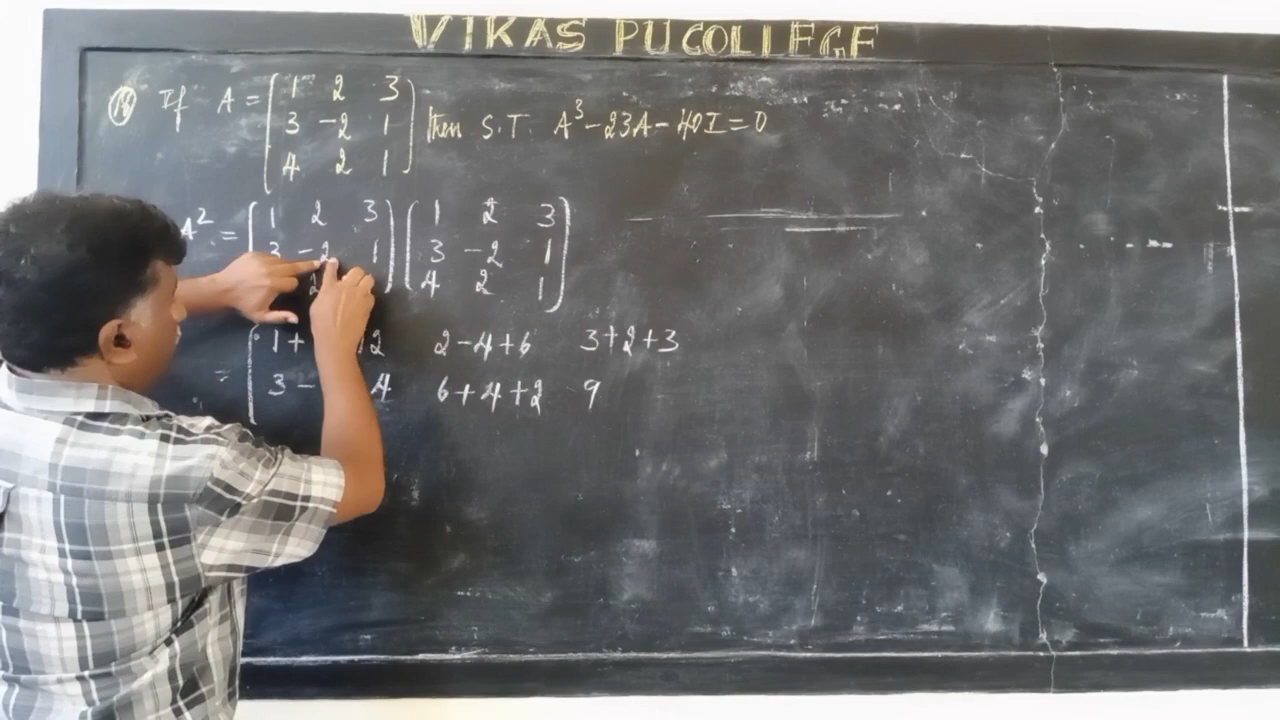 VIKAS PU COLLEGE
16 If A = [1 2 3
3 -2 1
4 2 1] then S.T. A³-23A-40I=0
A² = [1 2 3] [1 2 3]
3 -2 1 3 -2 1
2 4 2 1
= [1+ 12 2-4+6 3+2+3
3- 4 6+4+2 9